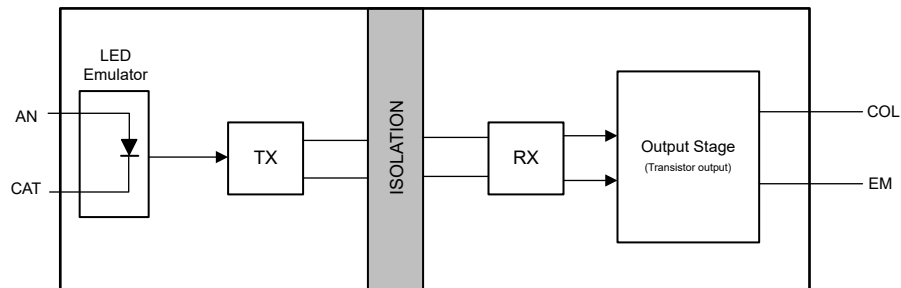 LED
Emulator
AN
CAT
TX
ISOLATION
RX
Output Stage
(Transistor output)
COL
EM